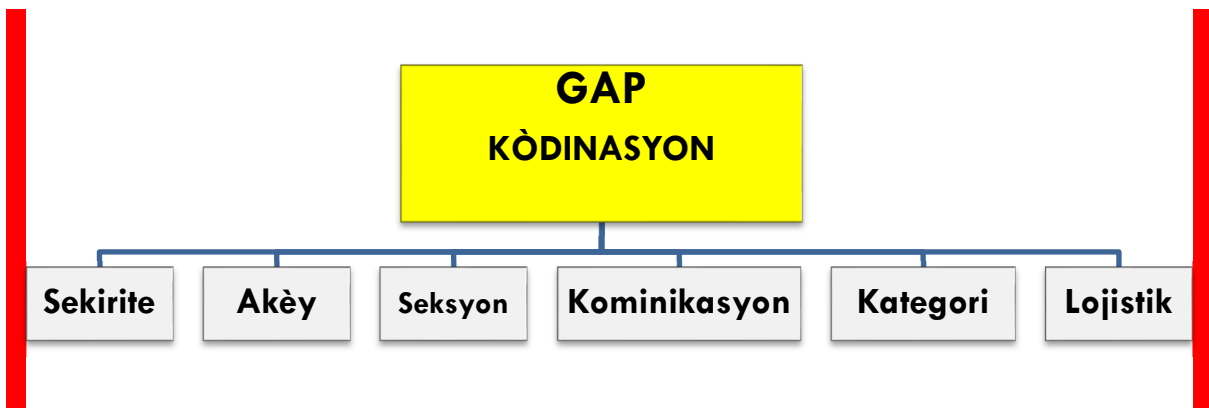 GAP
KÒDINASYON
Sekirite
Akèy
Seksyon
Kominikasyon
Kategori
Lojistik